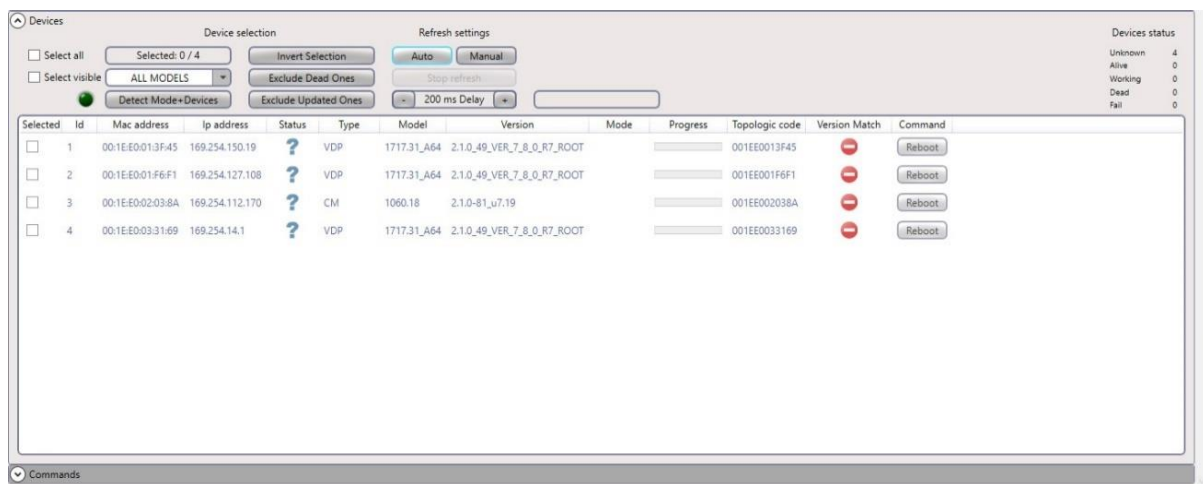 Devices
Device selection Refresh settings Devices status
Select all Selected: 0 / 4 Invert Selection Auto Manual Unknown 4
Select visible ALL MODELS Exclude Dead Ones Stop refresh Alive 0
Working 0
Detect Mode+Devices Exclude Updated Ones - 200 ms Delay + Dead 0
Fail 0
Selected Id Mac address Ip address Status Type Model Version Mode Progress Topologic code Version Match Command
1 00:1E:E0:01:3F:45 169.254.150.19 ? VDP 1717.31_A64 2.1.0_49_VER_7_8_0_R7_ROOT 001EE0013F45 Reboot
2 00:1E:E0:01:F6:F1 169.254.127.108 ? VDP 1717.31_A64 2.1.0_49_VER_7_8_0_R7_ROOT 001EE001F6F1 Reboot
3 00:1E:E0:02:03:8A 169.254.112.170 ? CM 1060.18 2.1.0-81_u7.19 001EE002038A Reboot
4 00:1E:E0:03:31:69 169.254.14.1 ? VDP 1717.31_A64 2.1.0_49_VER_7_8_0_R7_ROOT 001EE0033169 Reboot
Commands